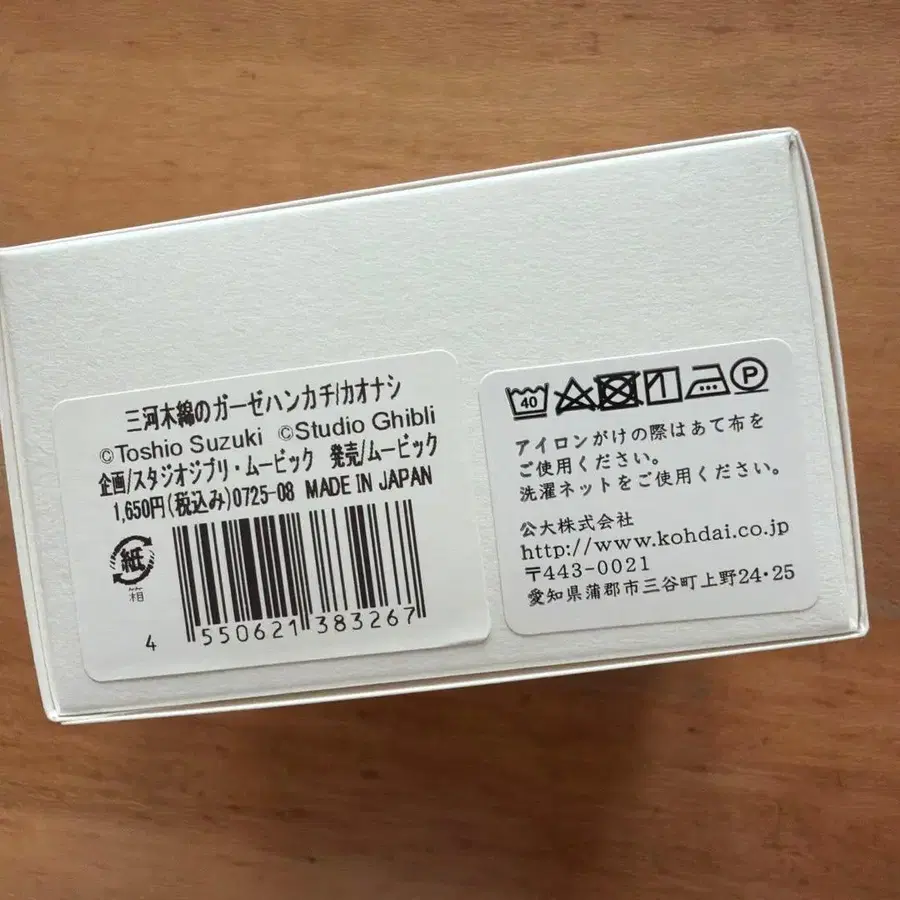 三河木綿のガーゼハンカチ/カオナシ
©Toshio Suzuki ©Studio Ghibli
企画/スタジオジブリ・ムービック 発売/ムービック
1,650円(税込み)0725-08 MADE IN JAPAN
紙
箱
4 550621 383267
40
P
アイロンがけの際はあて布を
ご使用ください。
洗濯ネットをご使用ください。
公大株式会社
http://www.kohdai.co.jp
〒443-0021
愛知県蒲郡市三谷町上野24・25